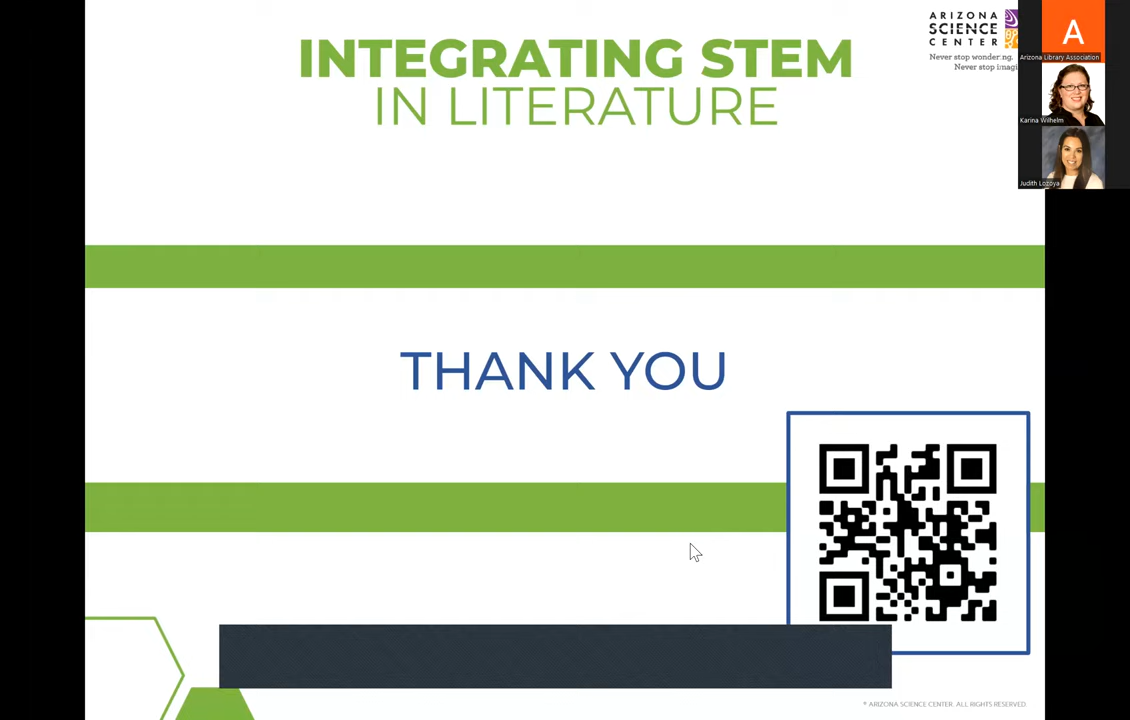 INTEGRATING STEM
IN LITERATURE
ARIZONA
SCIENCE
CENTER
Never stop wondering.
Never stop imagi
A
Arizona Library Association
Karina Wilhelm
Judith Lozoya
THANK YOU
© ARIZONA SCIENCE CENTER, ALL RIGHTS RESERVED.